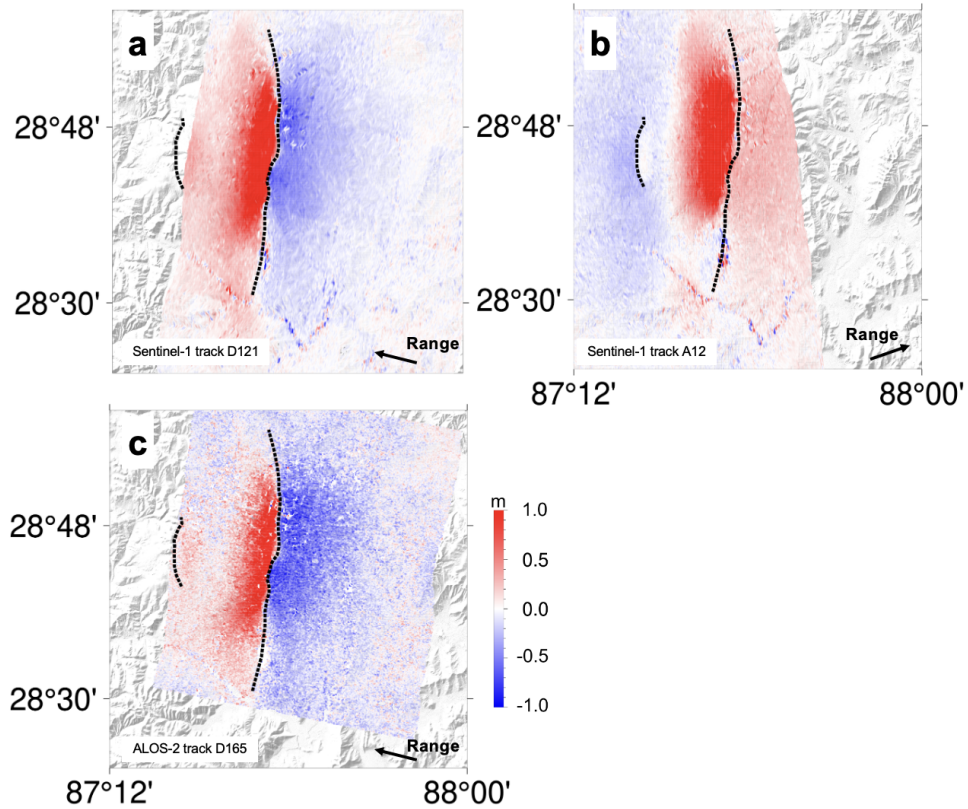 a
b
28°48'
28°48'
28°30'
28°30'
Sentinel-1 track D121
Range
Sentinel-1 track A12
Range
87°12'
88°00'
c
m
1.0
28°48'
0.5
0.0
-0.5
28°30'
-1.0
ALOS-2 track D165
Range
87°12'
88°00'